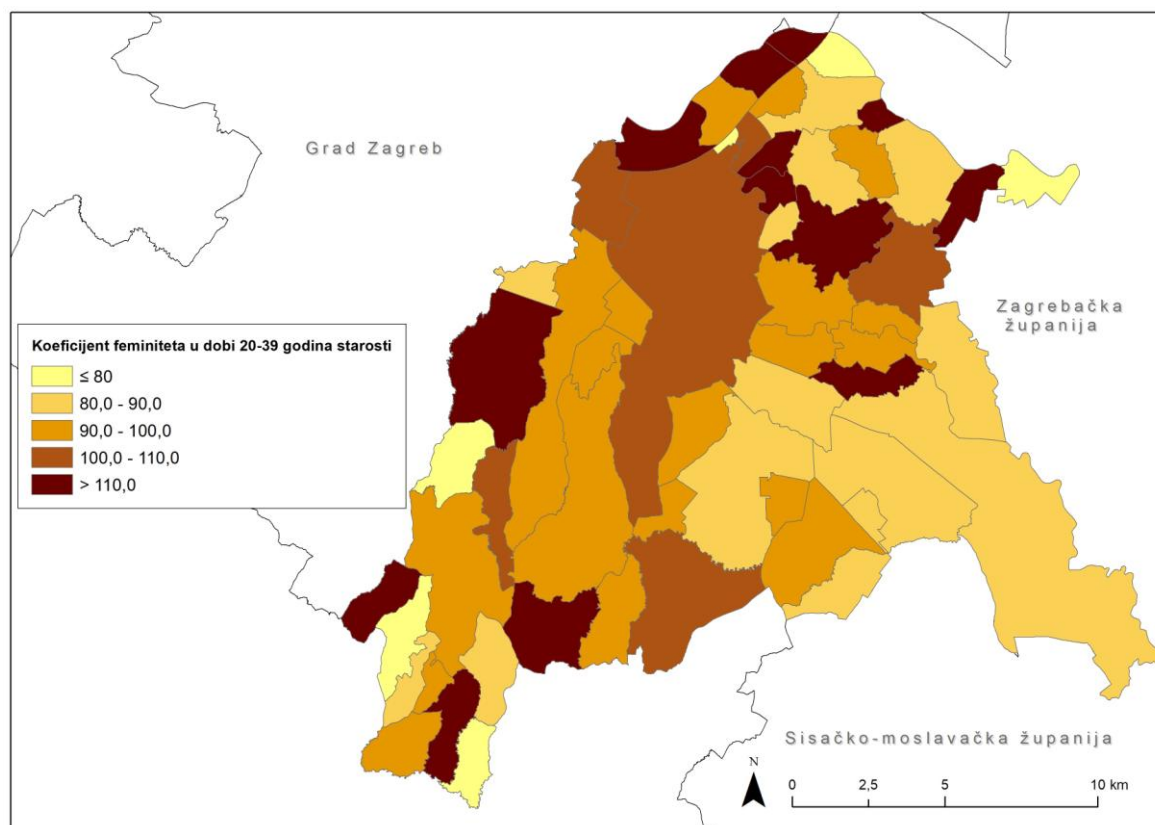 Grad Zagreb
Zagrebačka
županija
Koeficijent feminiteta u dobi 20-39 godina starosti
≤ 80
80,0 - 90,0
90,0 - 100,0
100,0 - 110,0
> 110,0
Sisačko-moslavačka županija
N
0 2,5 5 10 km